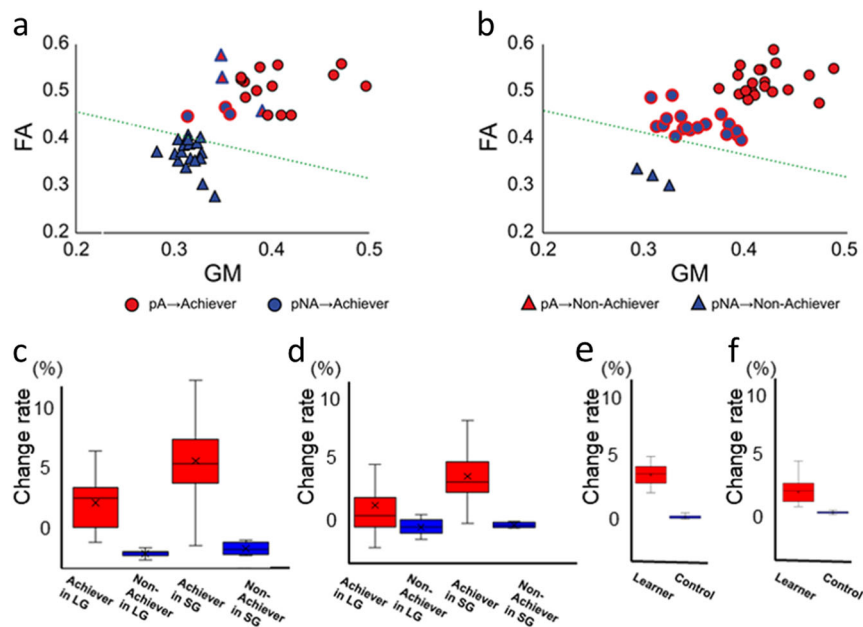 a
b
FA
0.6
0.5
0.4
0.3
0.2
0.2
0.3
0.4
0.5
GM
FA
0.6
0.5
0.4
0.3
0.2
0.2
0.3
0.4
0.5
GM
pA→Achiever
pNA→Achiever
pA→Non-Achiever
pNA→Non-Achiever
c
(%)
Change rate
10
5
0
Achiever
in LG
Non-
Achiever
in LG
Achiever
in SG
Non-
Achiever
in SG
d
(%)
Change rate
10
5
0
Achiever
in LG
Non-
Achiever
in LG
Achiever
in SG
Non-
Achiever
in SG
e
(%)
Change rate
10
5
0
Learner
Control
f
(%)
Change rate
10
5
0
Learner
Control